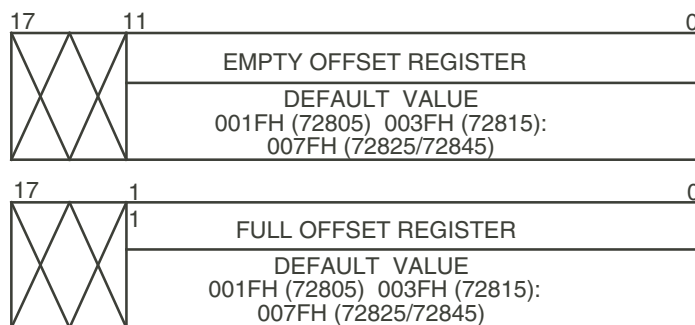 17 11 0
EMPTY OFFSET REGISTER
DEFAULT VALUE
001FH (72805) 003FH (72815):
007FH (72825/72845)
17 1 0
1
FULL OFFSET REGISTER
DEFAULT VALUE
001FH (72805) 003FH (72815):
007FH (72825/72845)